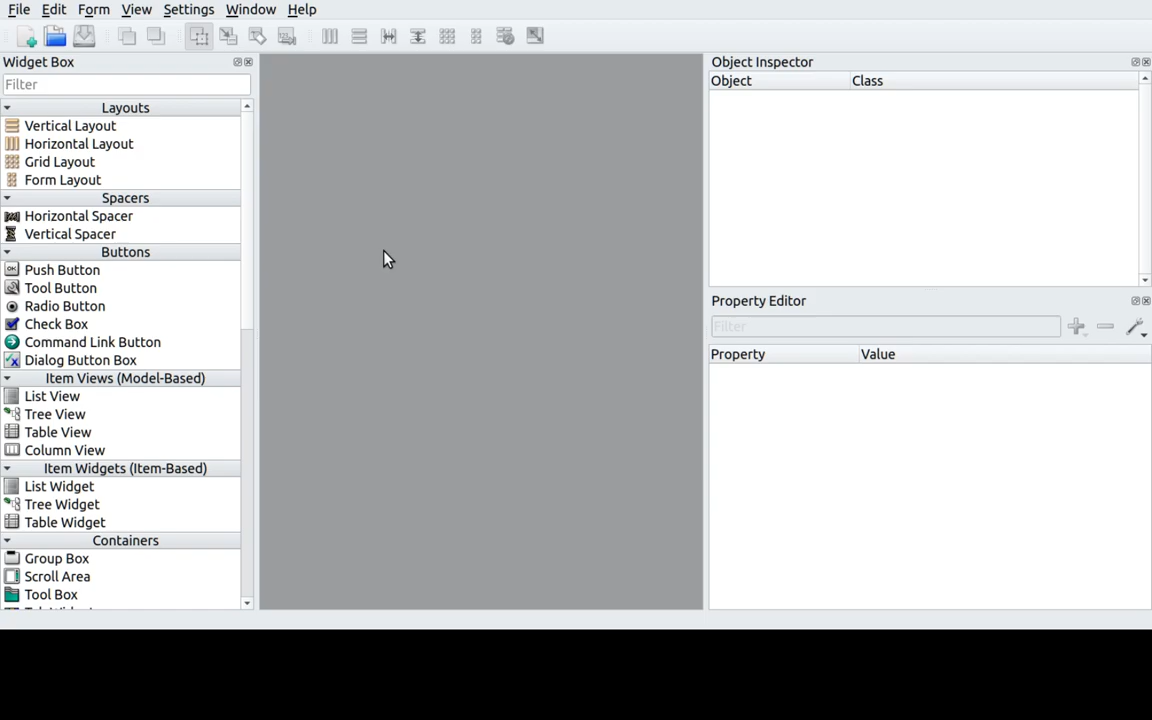 File Edit Form View Settings Window Help
Widget Box
Filter
Layouts
Vertical Layout
Horizontal Layout
Grid Layout
Form Layout
Spacers
Horizontal Spacer
Vertical Spacer
Buttons
Push Button
Tool Button
Radio Button
Check Box
Command Link Button
Dialog Button Box
Item Views (Model-Based)
List View
Tree View
Table View
Column View
Item Widgets (Item-Based)
List Widget
Tree Widget
Table Widget
Containers
Group Box
Scroll Area
Tool Box
Object Inspector
Object Class
Property Editor
Filter
Property Value